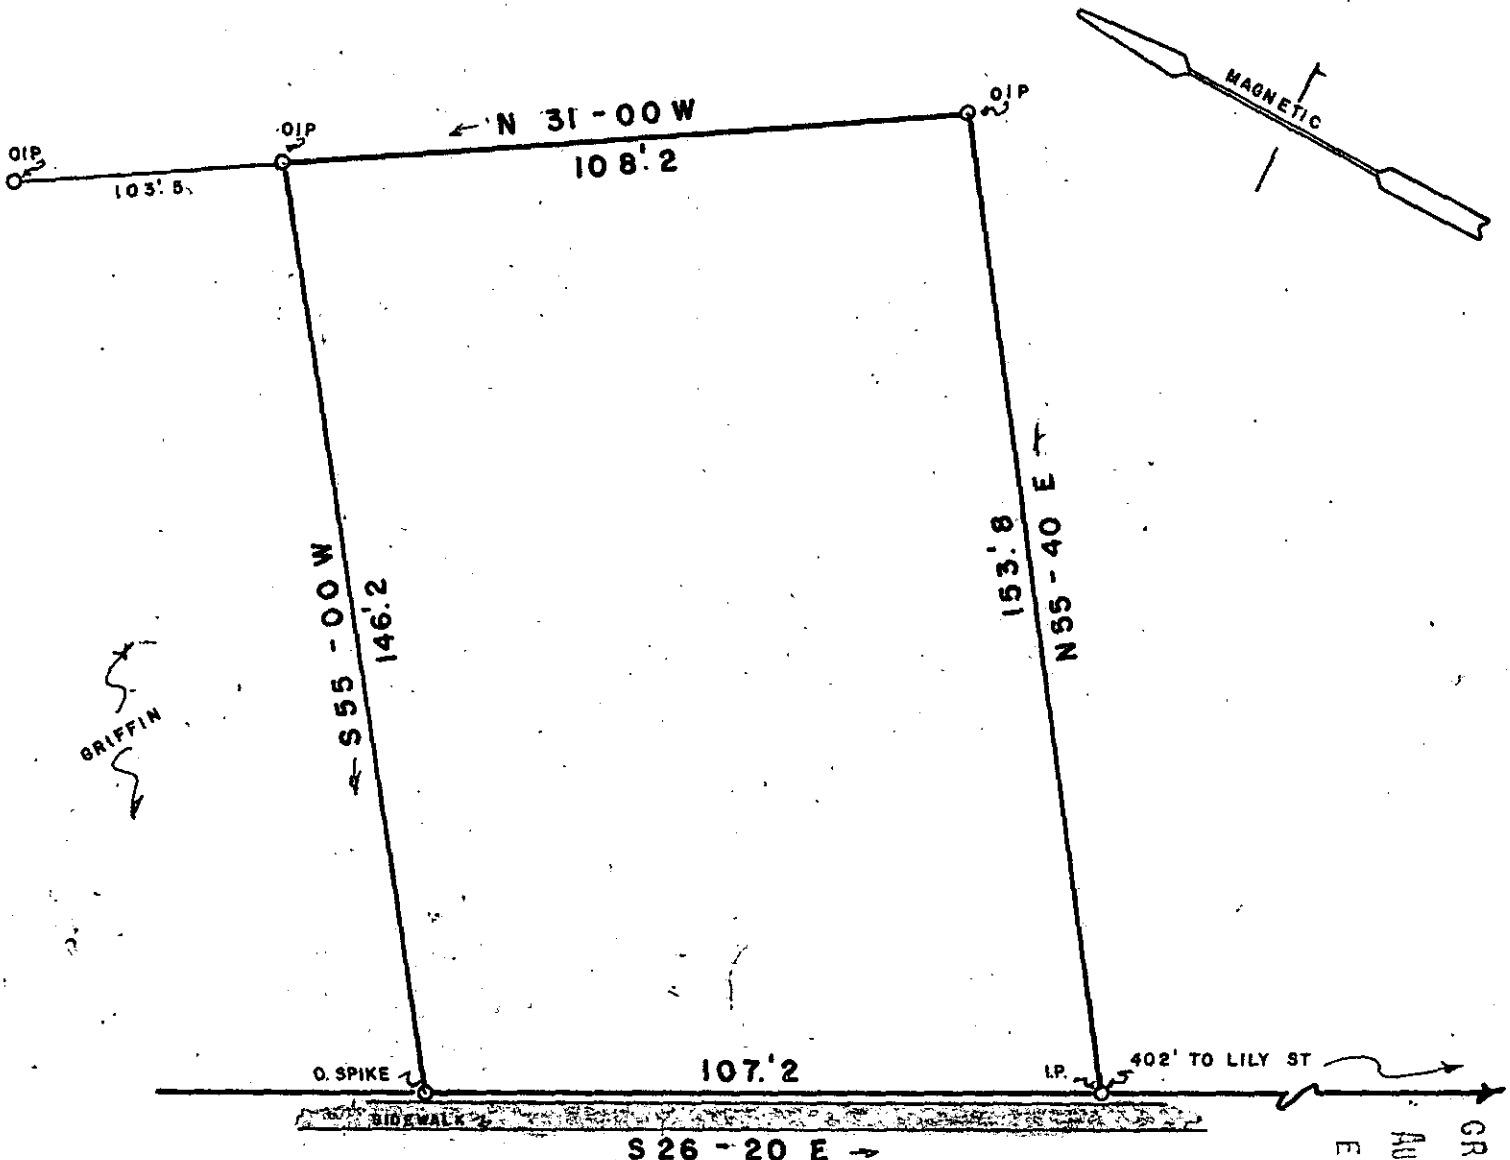 MAGNETIC
OIP
OIP
OIP
N 31-00 W
108'.2
103'.5
S 55-00 W
146'.2
153'.8
N 55-40 E
GRIFFIN
O. SPIKE
107'.2
I.P.
402' TO LILY ST
SIDEWALK
S 26-20 E
GR
AU
E